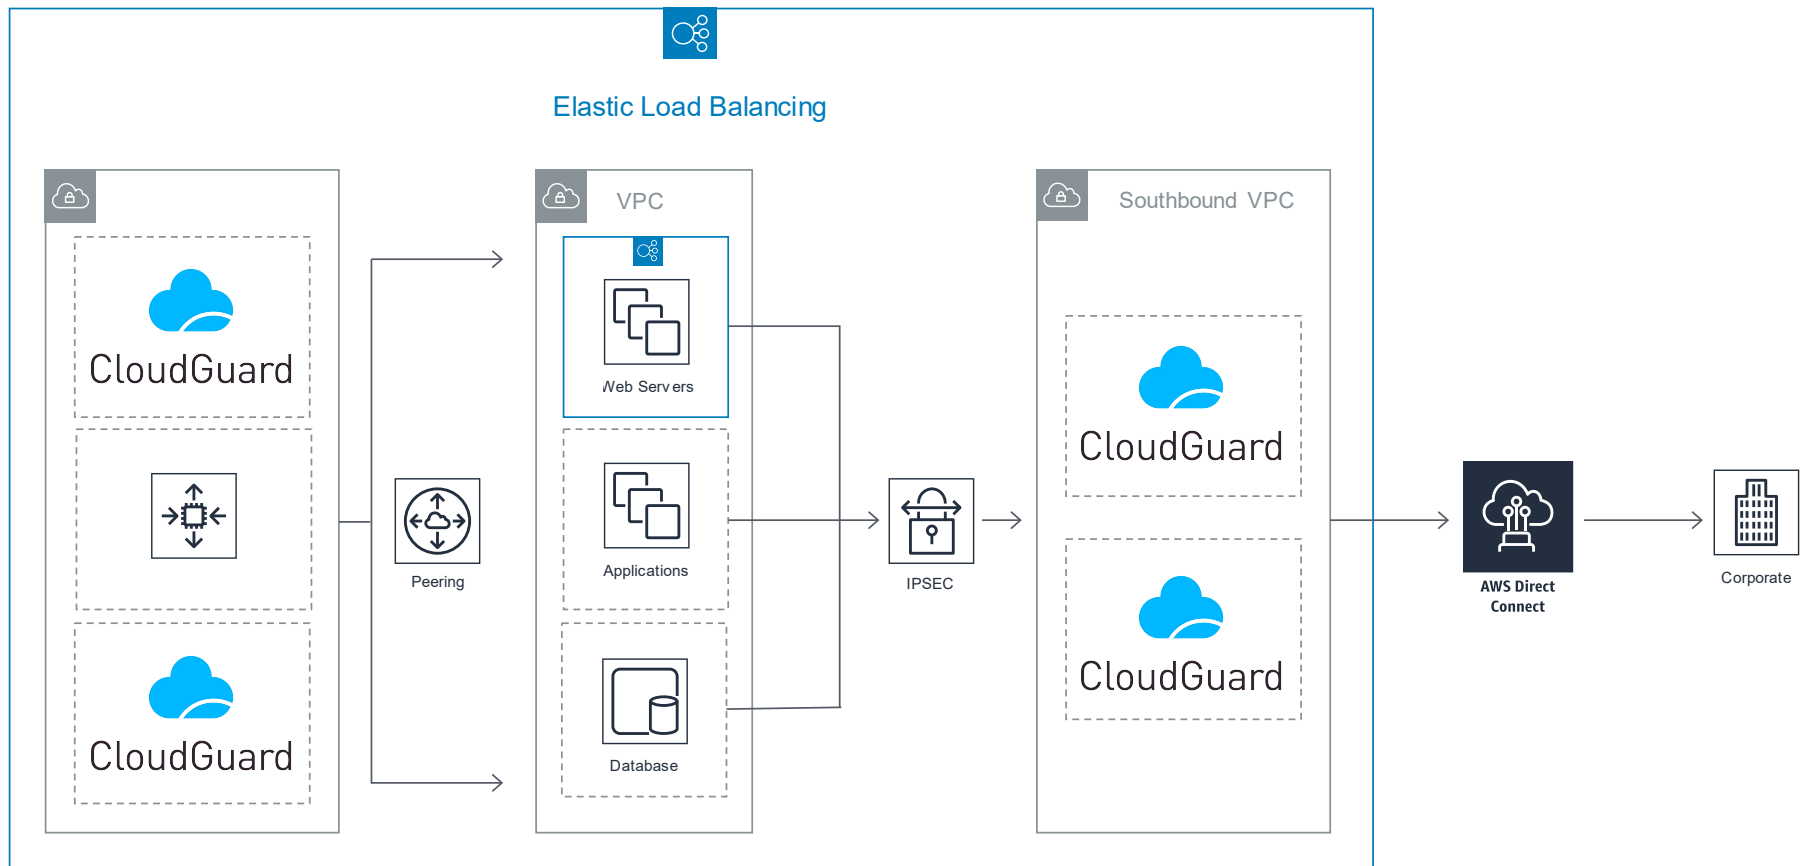 Elastic Load Balancing
VPC
Southbound VPC
CloudGuard
Web Servers
CloudGuard
Applications
Peering
IPSEC
AWS Direct
Connect
Corporate
CloudGuard
CloudGuard
Database